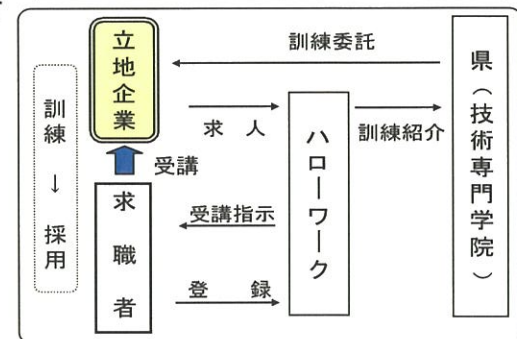 立地企業
訓練委託
県（技術専門学院）
訓練 → 採用
求 人
ハローワーク
訓練紹介
受講
求職者
受講指示
登 録